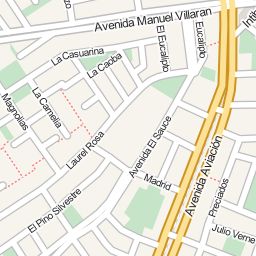 Avenida Manuel Villaran
El Eucalipto
Eucalipto
La Casuarina
La Caoba
Magnolias
La Camelia
Laurel Rosa
Avenida El Sauce
Avenida Aviación
Madrid
El Pino Silvestre
Preciados
Julio Verne